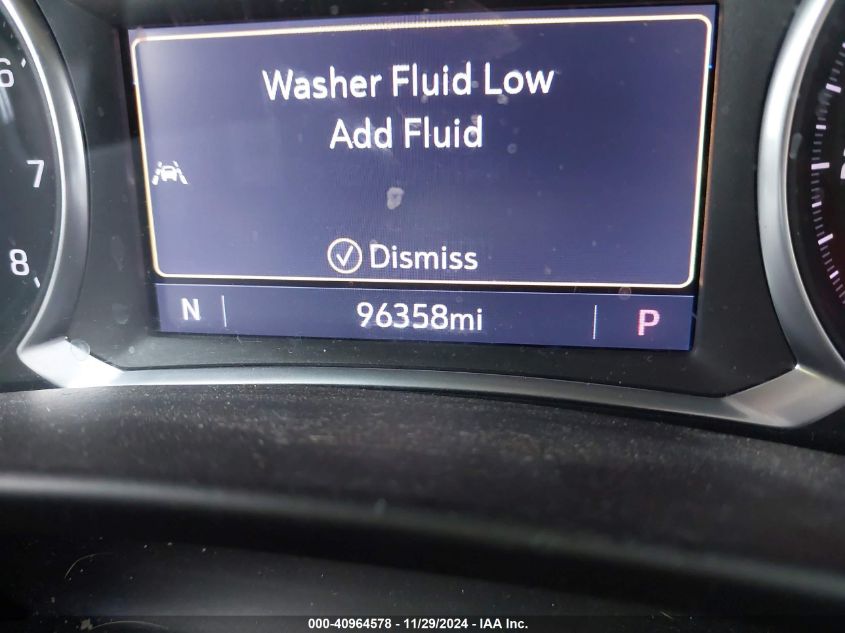 6
7
8
Washer Fluid Low
Add Fluid
Dismiss
N 96358mi P
000-40964578 - 11/29/2024 - IAA Inc.